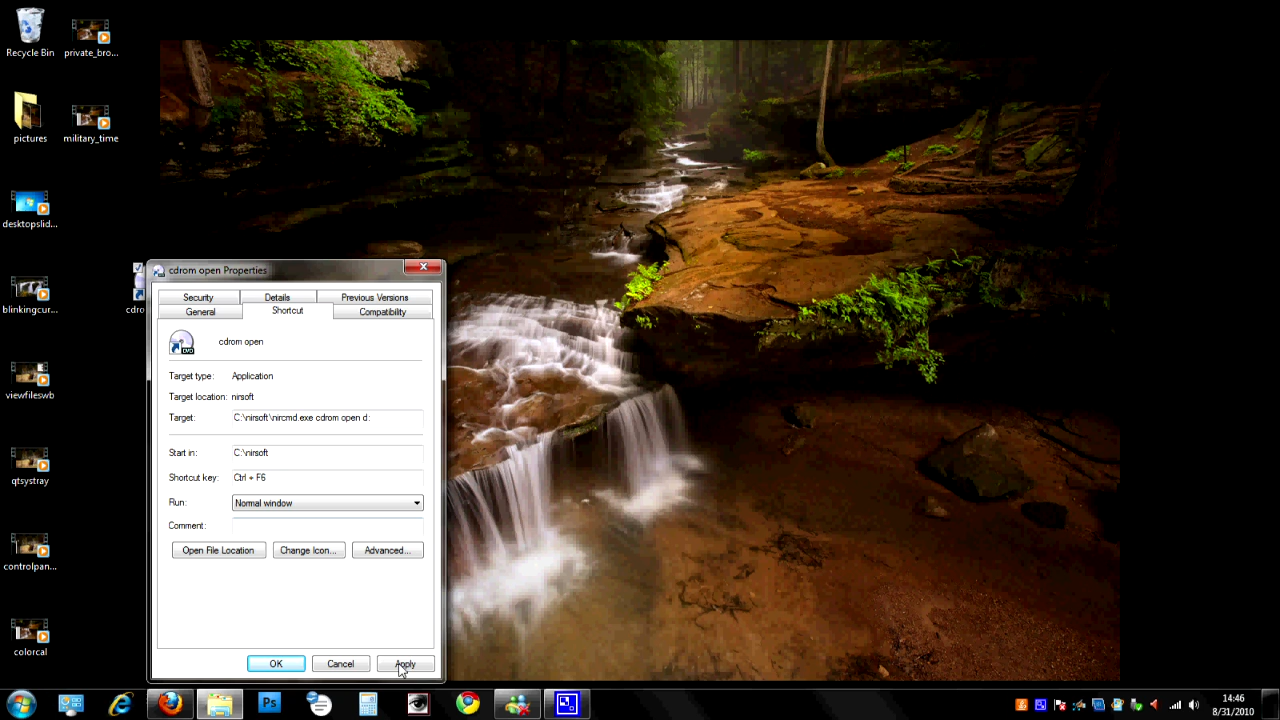 Recycle Bin
private_bro...
pictures
military_time
desktopslid...
blinkingcur...
cdro
viewfileswb
qtsystray
controlpan...
colorcal
cdrom open Properties
Security
Details
Previous Versions
General
Shortcut
Compatibility
cdrom open
Target type:
Application
Target location:
nirsoft
Target:
C:\nirsoft\nircmd.exe cdrom open d:
Start in:
C:\nirsoft
Shortcut key:
Ctrl + F6
Run:
Normal window
Comment:
Open File Location
Change Icon...
Advanced...
OK
Cancel
Apply
Ps
14:46
8/31/2010